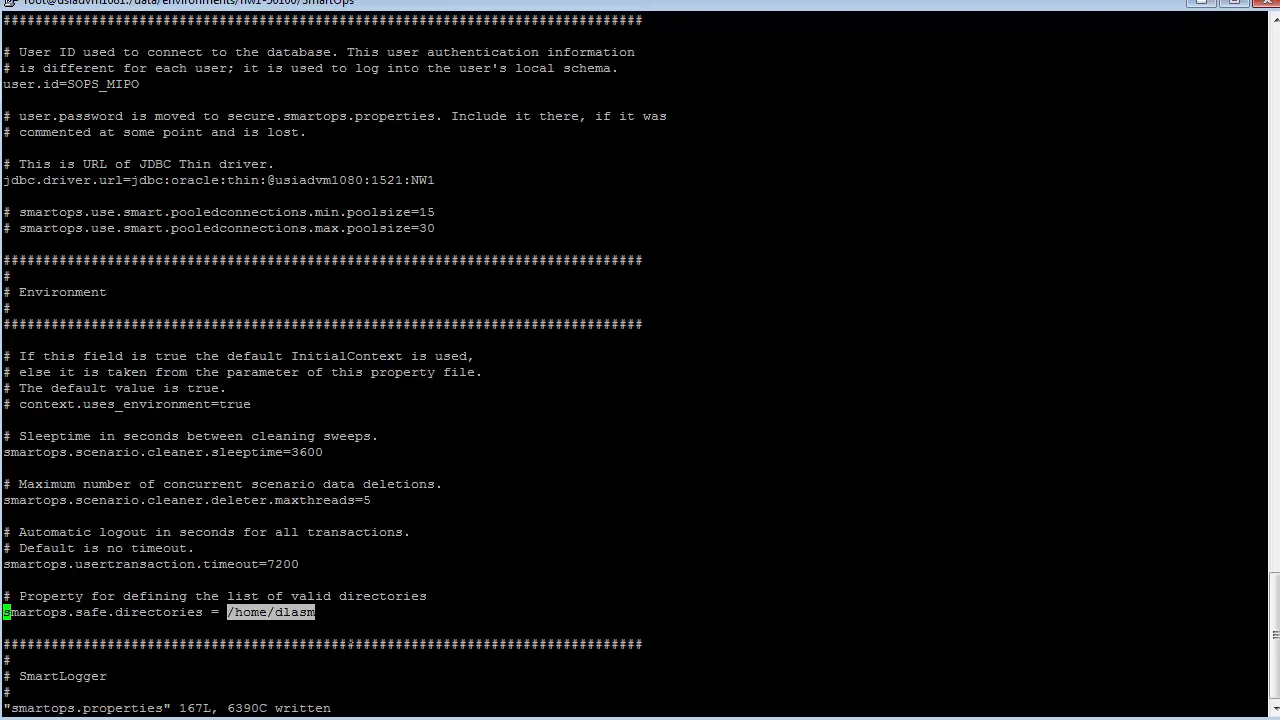 root@usiadvm1081:/data/environments/nw1-50100/SmartOps
################################################################################
# User ID used to connect to the database. This user authentication information
# is different for each user; it is used to log into the user's local schema.
user.id=SOPS_MIPO
# user.password is moved to secure.smartops.properties. Include it there, if it was
# commented at some point and is lost.
# This is URL of JDBC Thin driver.
jdbc.driver.url=jdbc:oracle:thin:@usiadvm1080:1521:NW1
# smartops.use.smart.pooledconnections.min.poolsize=15
# smartops.use.smart.pooledconnections.max.poolsize=30
################################################################################
#
# Environment
#
################################################################################
# If this field is true the default InitialContext is used,
# else it is taken from the parameter of this property file.
# The default value is true.
# context.uses_environment=true
# Sleeptime in seconds between cleaning sweeps.
smartops.scenario.cleaner.sleeptime=3600
# Maximum number of concurrent scenario data deletions.
smartops.scenario.cleaner.deleter.maxthreads=5
# Automatic logout in seconds for all transactions.
# Default is no timeout.
smartops.usertransaction.timeout=7200
# Property for defining the list of valid directories
smartops.safe.directories = /home/dlasm
################################################################################
#
# SmartLogger
#
"smartops.properties" 167L, 6390C written